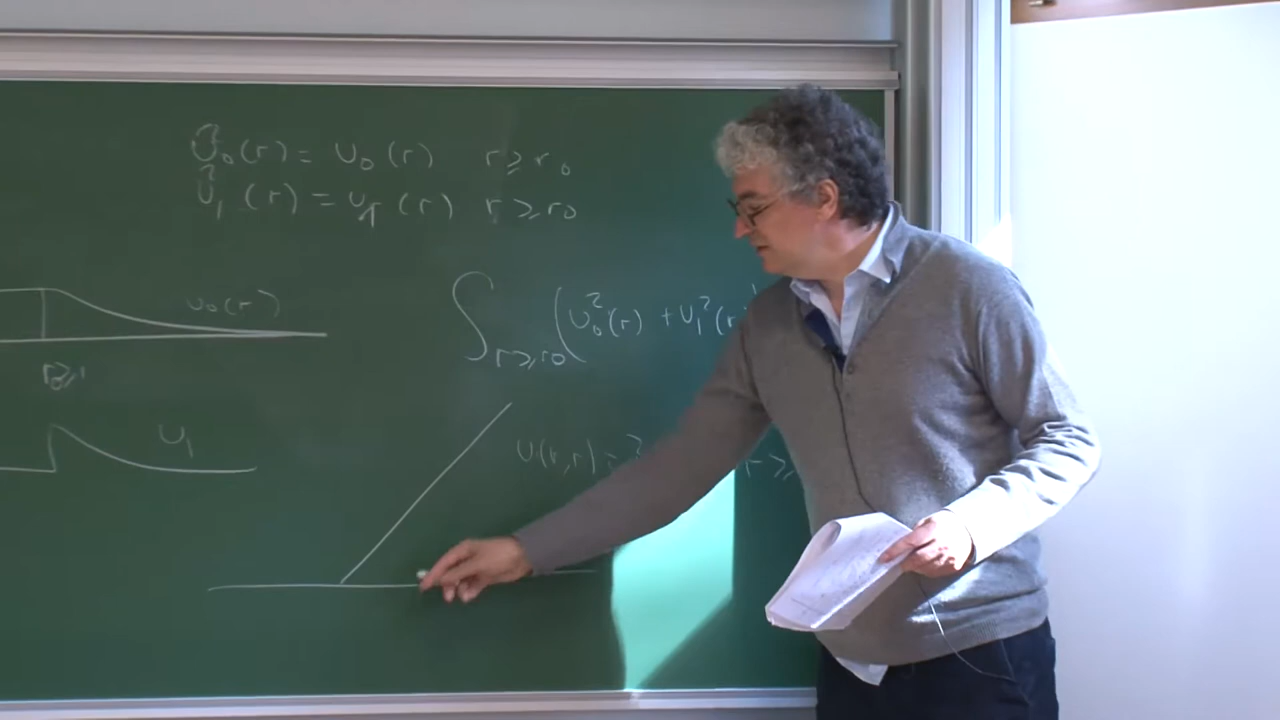 ũ₀(r) = u₀(r) r ≥ r₀
ũ₁(r) = u₁(r) r ≥ r₀
u₀(r)
∫_{r≥r₀} (u₀²(r) + u₁²(r
u₁
u(t,r) = r ≥